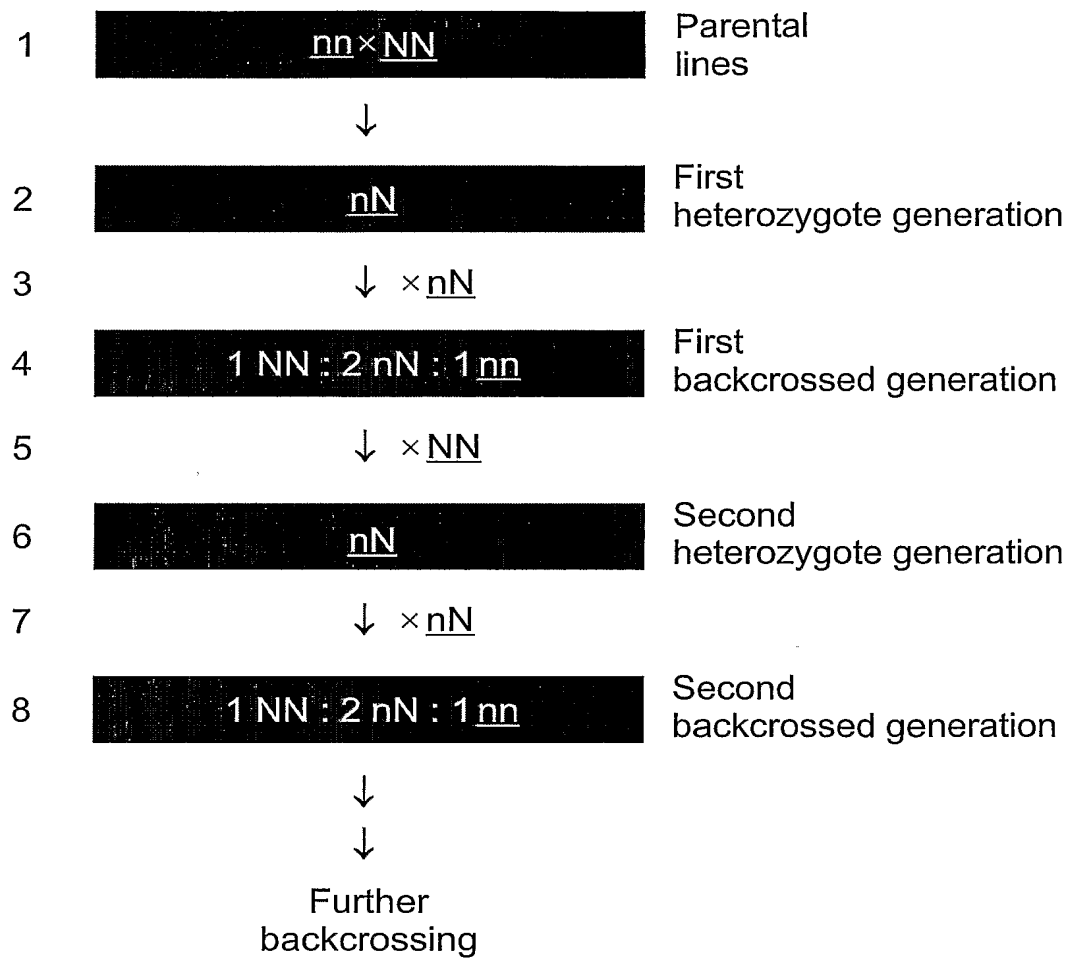 1 nn × NN Parental
lines
↓
2 nN First
heterozygote generation
3 ↓ × nN
4 1 NN : 2 nN : 1 nn First
backcrossed generation
5 ↓ × NN
6 nN Second
heterozygote generation
7 ↓ × nN
8 1 NN : 2 nN : 1 nn Second
backcrossed generation
↓
↓
Further
backcrossing